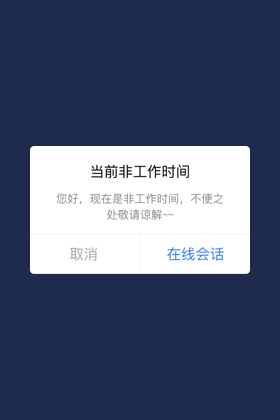 当前非工作时间
您好，现在是非工作时间，不便之
处敬请谅解~~
取消
在线会话